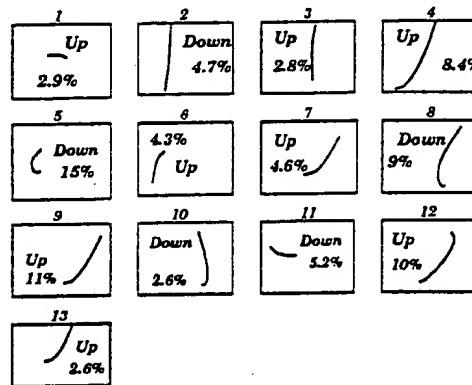 1 2 3 4
Up
2.9%
Down
4.7%
Up
2.8%
Up
8.4%
5 6 7 8
Down
15%
4.3%
Up
Up
4.6%
Down
9%
9 10 11 12
Up
11%
Down
2.6%
Down
5.2%
Up
10%
13
Up
2.6%